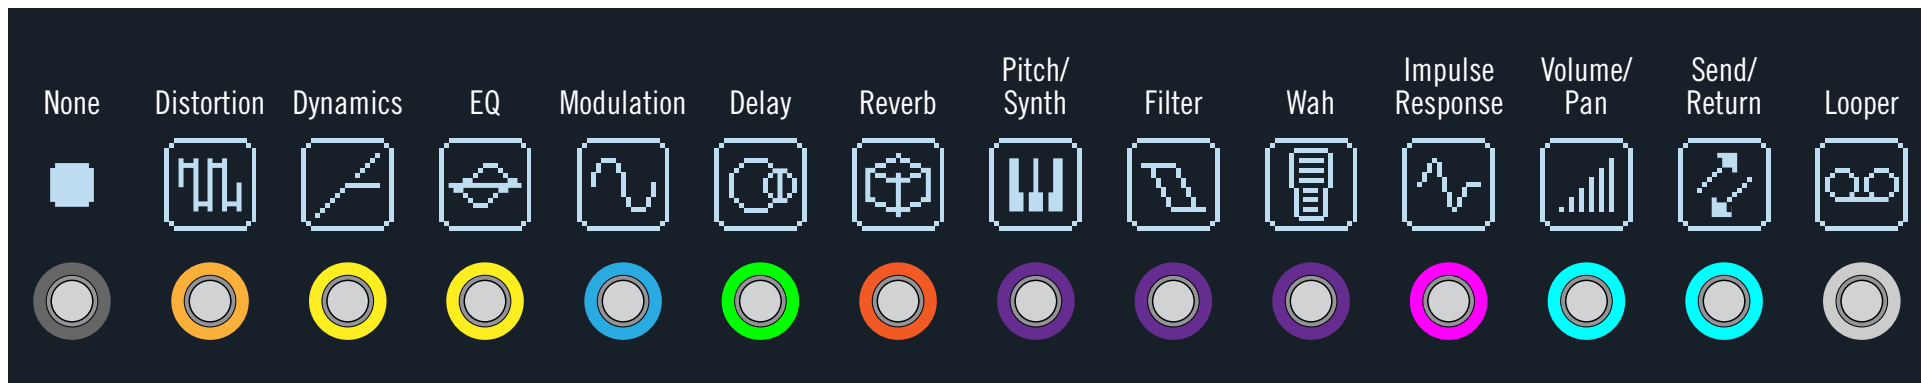 None
Distortion
Dynamics
EQ
Modulation
Delay
Reverb
Pitch/
Synth
Filter
Wah
Impulse
Response
Volume/
Pan
Send/
Return
Looper